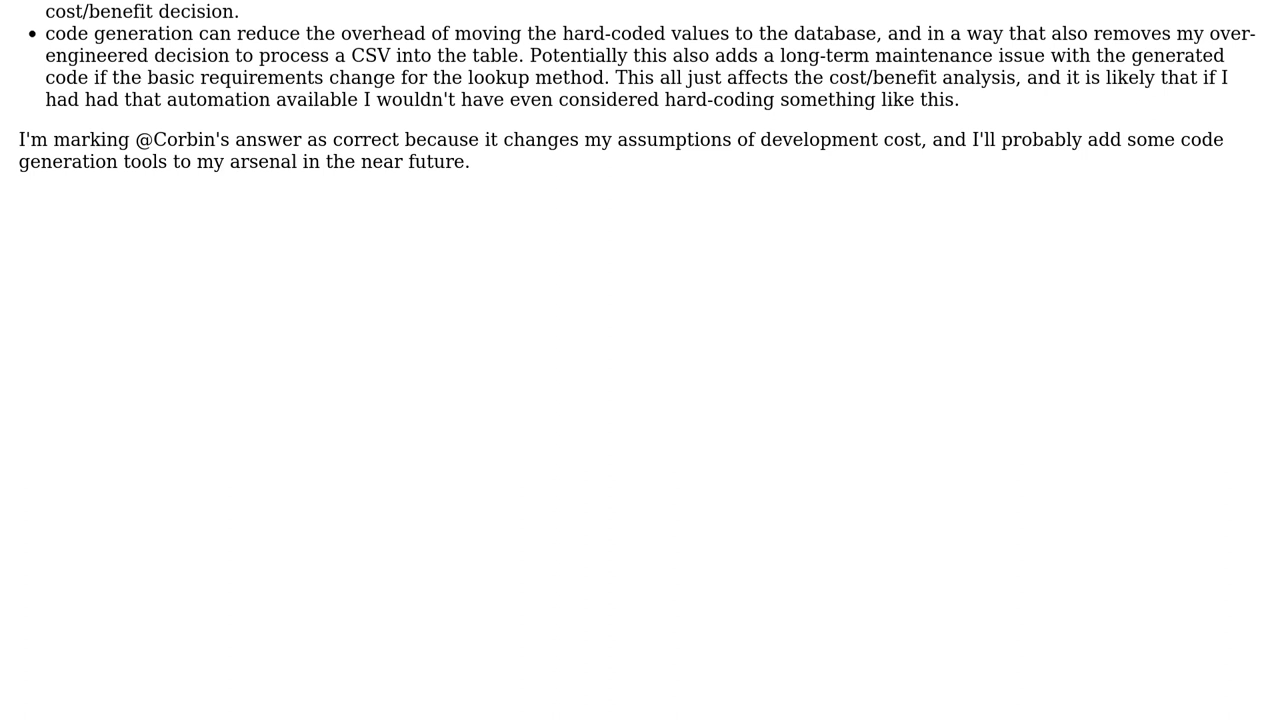 cost/benefit decision.
• code generation can reduce the overhead of moving the hard-coded values to the database, and in a way that also removes my over-
engineered decision to process a CSV into the table. Potentially this also adds a long-term maintenance issue with the generated
code if the basic requirements change for the lookup method. This all just affects the cost/benefit analysis, and it is likely that if I
had had that automation available I wouldn't have even considered hard-coding something like this.
I'm marking @Corbin's answer as correct because it changes my assumptions of development cost, and I'll probably add some code
generation tools to my arsenal in the near future.